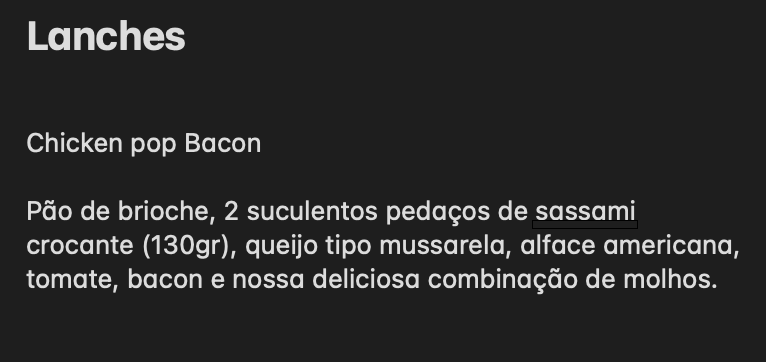 Lanches
Chicken pop Bacon
Pão de brioche, 2 suculentos pedaços de sassami
crocante (130gr), queijo tipo mussarela, alface americana,
tomate, bacon e nossa deliciosa combinação de molhos.